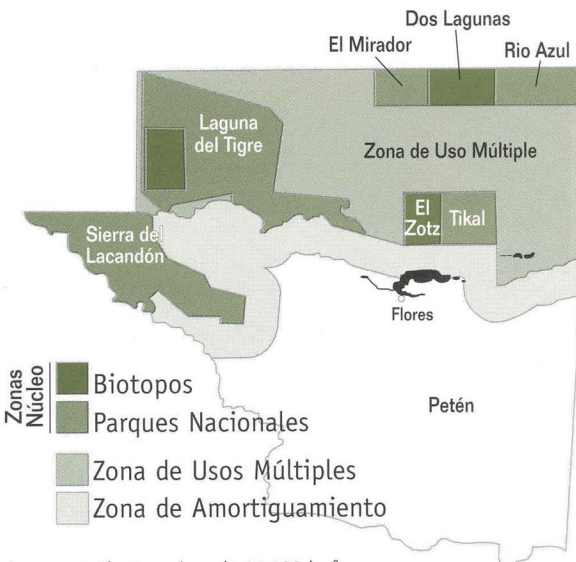 Dos Lagunas
El Mirador
Rio Azul
Laguna
del Tigre
Zona de Uso Múltiple
El
Zotz
Tikal
Sierra del
Lacandón
Flores
Petén
Zonas
Núcleo
Biotopos
Parques Nacionales
Zona de Usos Múltiples
Zona de Amortiguamiento